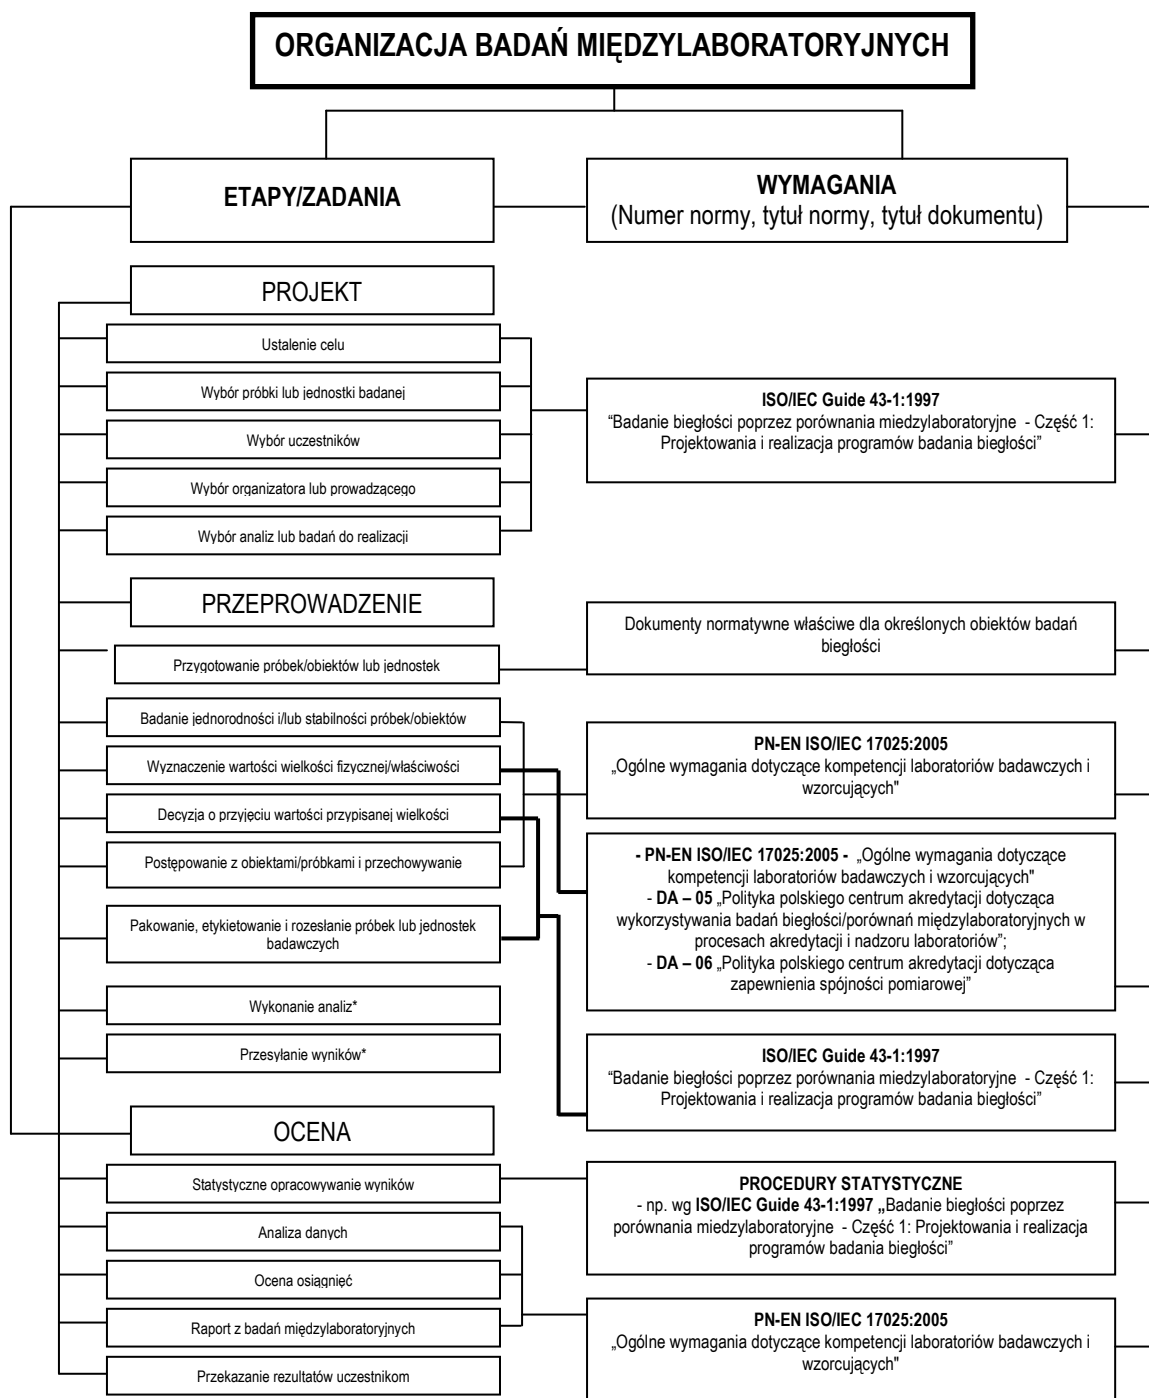 ORGANIZACJA BADAŃ MIĘDZYLABORATORYJNYCH
ETAPY/ZADANIA
WYMAGANIA
(Numer normy, tytuł normy, tytuł dokumentu)
PROJEKT
Ustalenie celu
Wybór próbki lub jednostki badanej
Wybór uczestników
Wybór organizatora lub prowadzącego
Wybór analiz lub badań do realizacji
ISO/IEC Guide 43-1:1997
“Badanie biegłości poprzez porównania miedzylaboratoryjne - Część 1:
Projektowania i realizacja programów badania biegłości”
PRZEPROWADZENIE
Przygotowanie próbek/obiektów lub jednostek
Dokumenty normatywne właściwe dla określonych obiektów badań
biegłości
Badanie jednorodności i/lub stabilności próbek/obiektów
Wyznaczenie wartości wielkości fizycznej/właściwości
Decyzja o przyjęciu wartości przypisanej wielkości
Postępowanie z obiektami/próbkami i przechowywanie
Pakowanie, etykietowanie i rozesłanie próbek lub jednostek
badawczych
Wykonanie analiz*
Przesyłanie wyników*
PN-EN ISO/IEC 17025:2005
„Ogólne wymagania dotyczące kompetencji laboratoriów badawczych i
wzorcujących"
- PN-EN ISO/IEC 17025:2005 - „Ogólne wymagania dotyczące
kompetencji laboratoriów badawczych i wzorcujących"
- DA – 05 „Polityka polskiego centrum akredytacji dotycząca
wykorzystywania badań biegłości/porównań międzylaboratoryjnych w
procesach akredytacji i nadzoru laboratoriów”;
- DA – 06 „Polityka polskiego centrum akredytacji dotycząca
zapewnienia spójności pomiarowej”
ISO/IEC Guide 43-1:1997
“Badanie biegłości poprzez porównania miedzylaboratoryjne - Część 1:
Projektowania i realizacja programów badania biegłości”
OCENA
Statystyczne opracowywanie wyników
Analiza danych
Ocena osiągnięć
Raport z badań międzylaboratoryjnych
Przekazanie rezultatów uczestnikom
PROCEDURY STATYSTYCZNE
- np. wg ISO/IEC Guide 43-1:1997 „Badanie biegłości poprzez
porównania miedzylaboratoryjne - Część 1: Projektowania i realizacja
programów badania biegłości”
PN-EN ISO/IEC 17025:2005
„Ogólne wymagania dotyczące kompetencji laboratoriów badawczych i
wzorcujących"